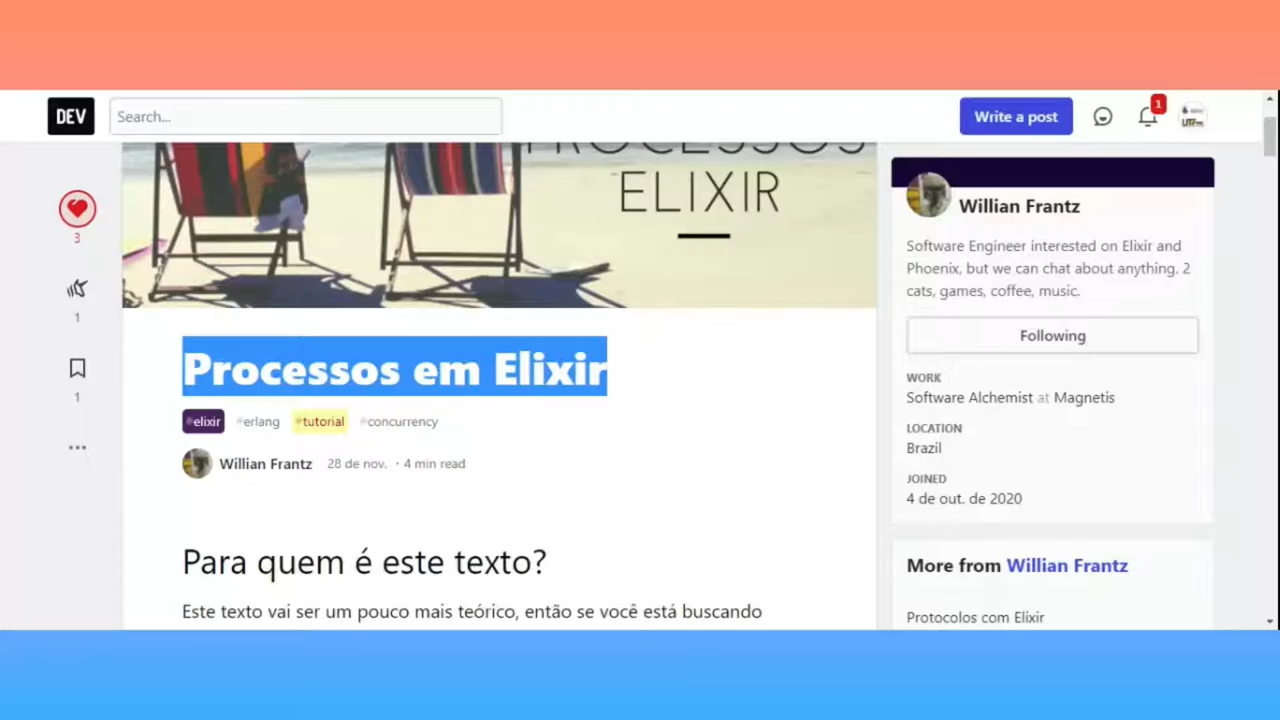 DEV
Search...
Write a post
1
PROCESSOS
ELIXIR
3
1
1
Processos em Elixir
#elixir #erlang #tutorial #concurrency
Willian Frantz 28 de nov. · 4 min read
Para quem é este texto?
Este texto vai ser um pouco mais teórico, então se você está buscando
Willian Frantz
Software Engineer interested on Elixir and
Phoenix, but we can chat about anything. 2
cats, games, coffee, music.
Following
WORK
Software Alchemist at Magnetis
LOCATION
Brazil
JOINED
4 de out. de 2020
More from Willian Frantz
Protocolos com Elixir